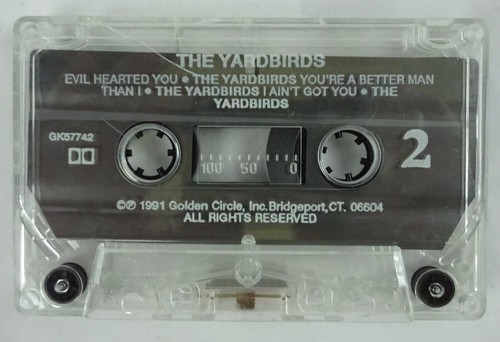 THE YARDBIRDS
EVIL HEARTED YOU • THE YARDBIRDS YOU'RE A BETTER MAN
THAN I • THE YARDBIRDS I AIN'T GOT YOU • THE
YARDBIRDS
GK57742
2
100 50 0
©℗ 1991 Golden Circle, Inc. Bridgeport, CT. 06604
ALL RIGHTS RESERVED